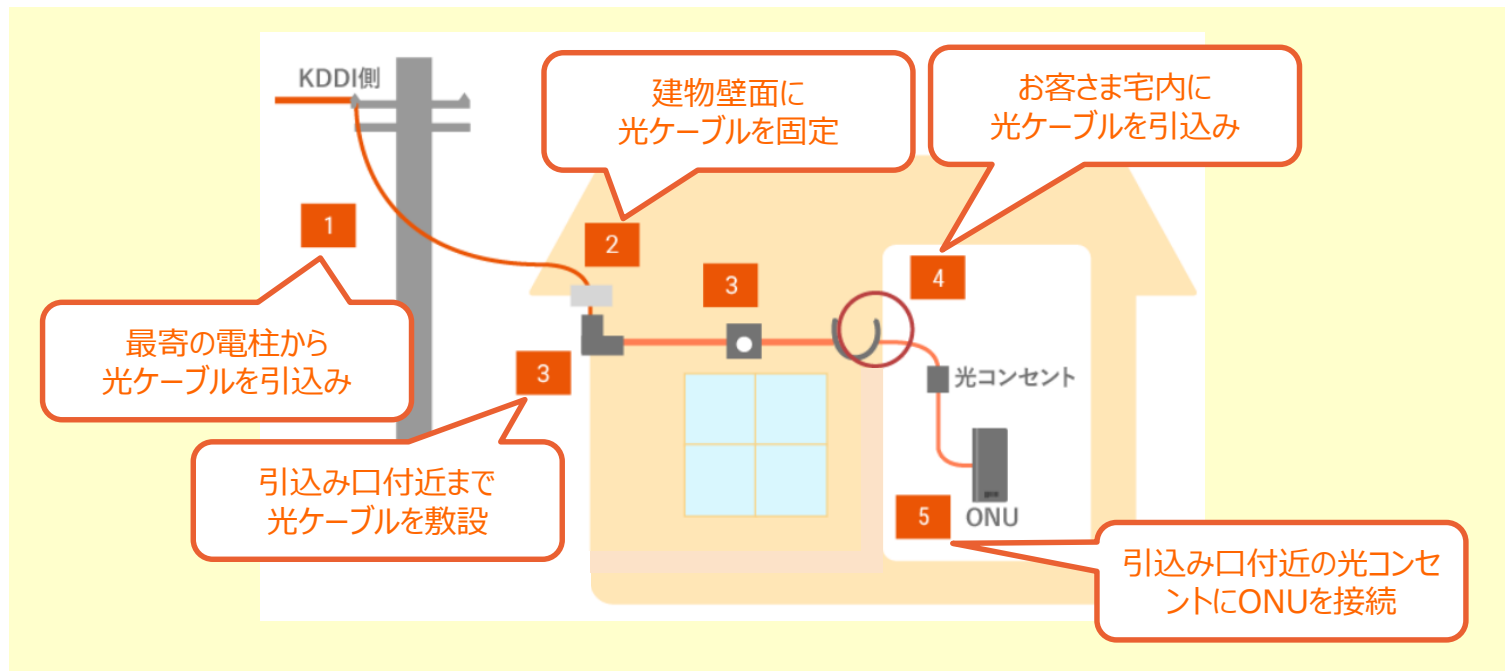 KDDI側
建物壁面に
光ケーブルを固定
お客さま宅内に
光ケーブルを引込み
1
2
3
4
最寄の電柱から
光ケーブルを引込み
3
光コンセント
引込み口付近まで
光ケーブルを敷設
5
ONU
引込み口付近の光コンセ
ントにONUを接続